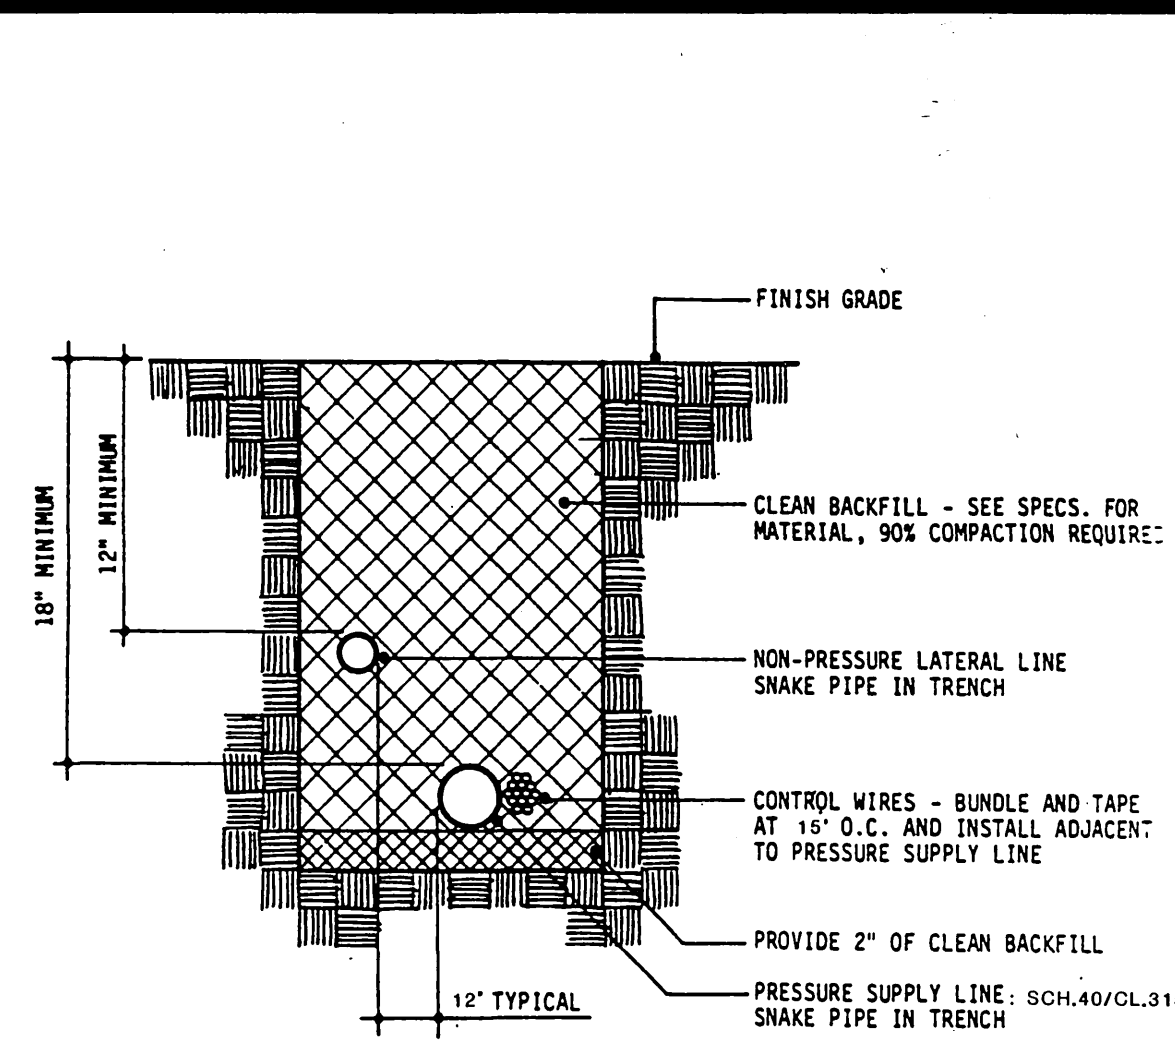 FINISH GRADE
18" MINIMUM
12" MINIMUM
CLEAN BACKFILL - SEE SPECS. FOR
MATERIAL, 90% COMPACTION REQUIRED
NON-PRESSURE LATERAL LINE
SNAKE PIPE IN TRENCH
CONTROL WIRES - BUNDLE AND TAPE
AT 15' O.C. AND INSTALL ADJACENT
TO PRESSURE SUPPLY LINE
PROVIDE 2" OF CLEAN BACKFILL
12" TYPICAL
PRESSURE SUPPLY LINE: SCH.40/CL.31
SNAKE PIPE IN TRENCH